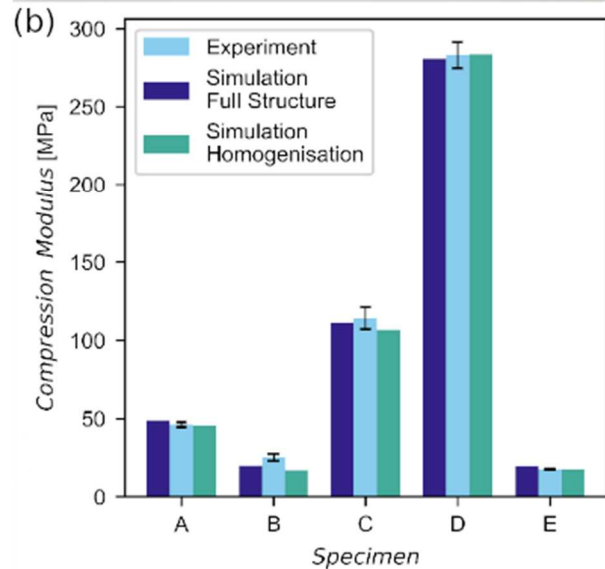 (b)
300
250
200
150
100
50
0
Compression Modulus [MPa]
Experiment
Simulation
Full Structure
Simulation
Homogenisation
A B C D E
Specimen